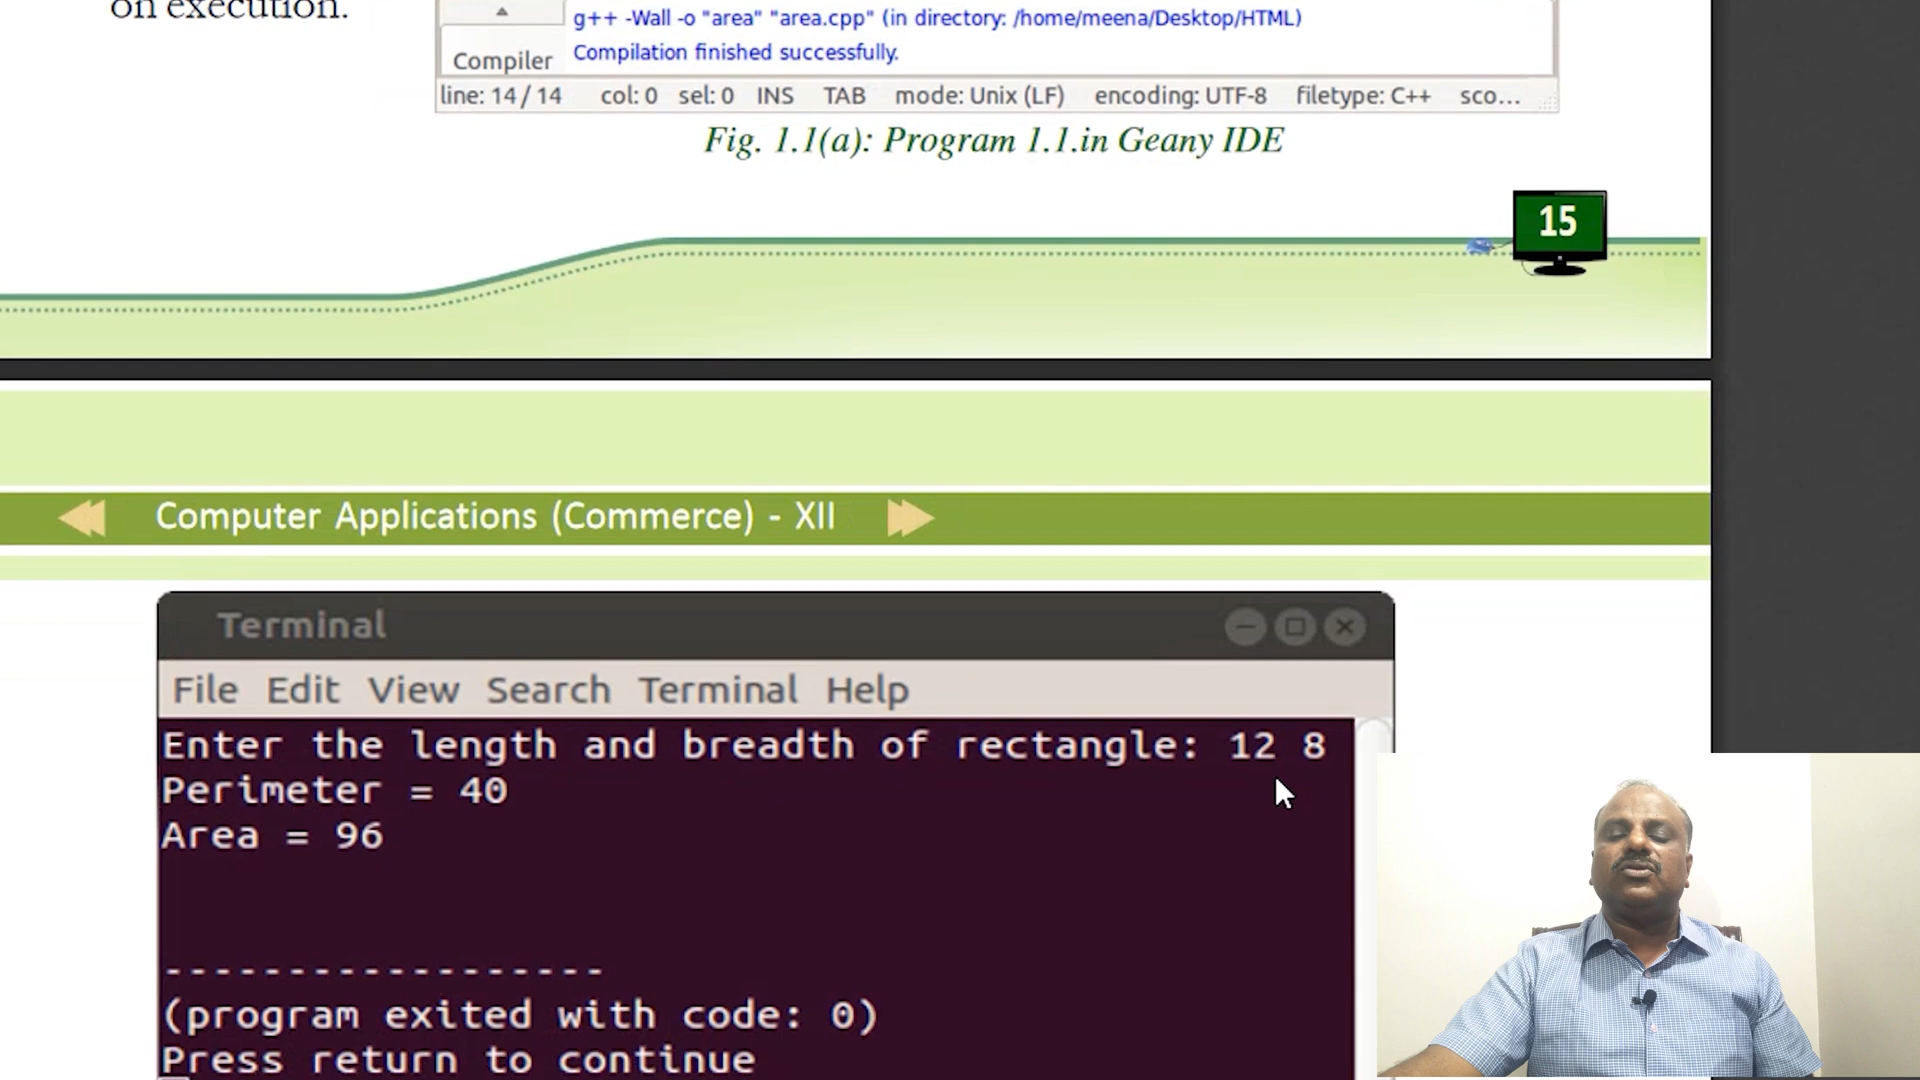 on execution.
g++ -Wall -o "area" "area.cpp" (in directory: /home/meena/Desktop/HTML)
Compilation finished successfully.
Compiler
line: 14 / 14 col: 0 sel: 0 INS TAB mode: Unix (LF) encoding: UTF-8 filetype: C++ sco...
Fig. 1.1(a): Program 1.1.in Geany IDE
15
Computer Applications (Commerce) - XII
Terminal
File Edit View Search Terminal Help
Enter the length and breadth of rectangle: 12 8
Perimeter = 40
Area = 96
------------------
(program exited with code: 0)
Press return to continue